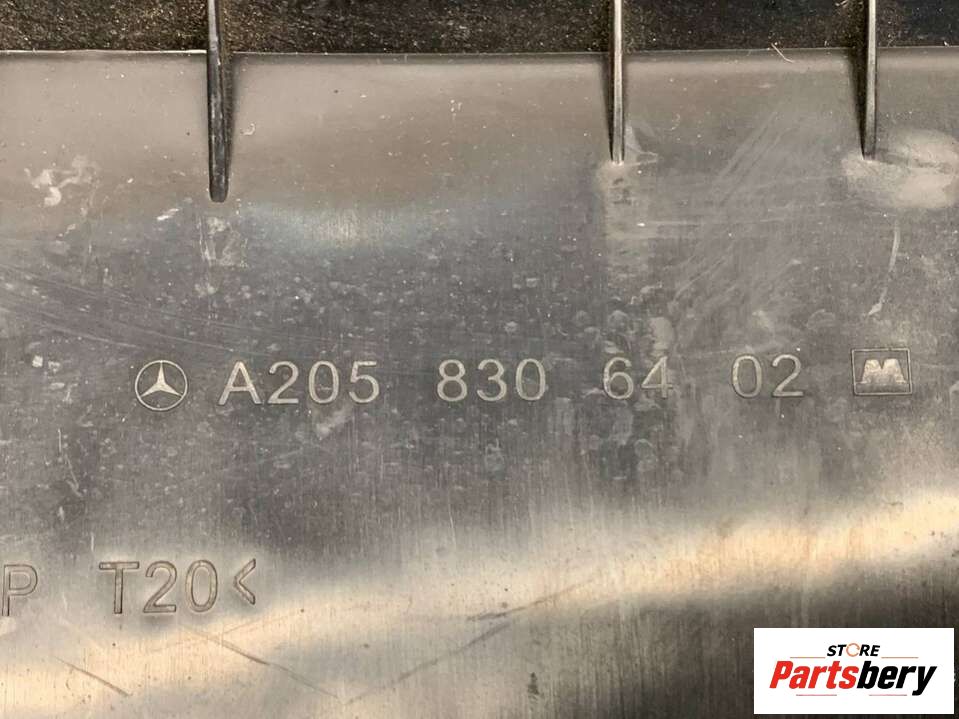 A205 830 64 02 M
P T20<
STORE
Partsbery